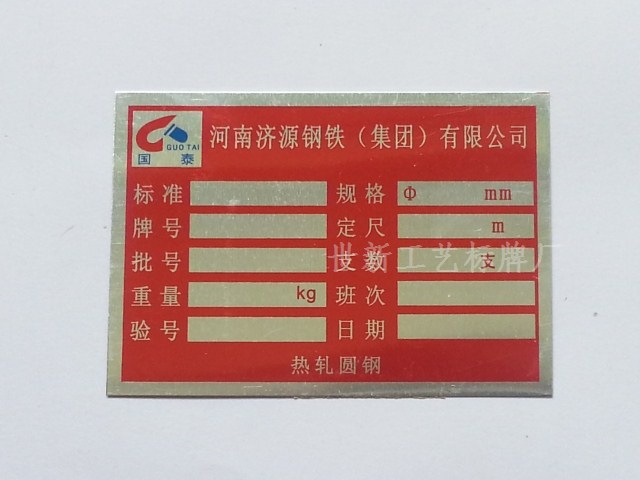 河南济源钢铁（集团）有限公司
GUO TAI
国泰
标准 规格 Φ mm
牌号 定尺 m
批号 支数 支
世新工艺标牌厂
重量 kg 班次
验号 日期
热轧圆钢